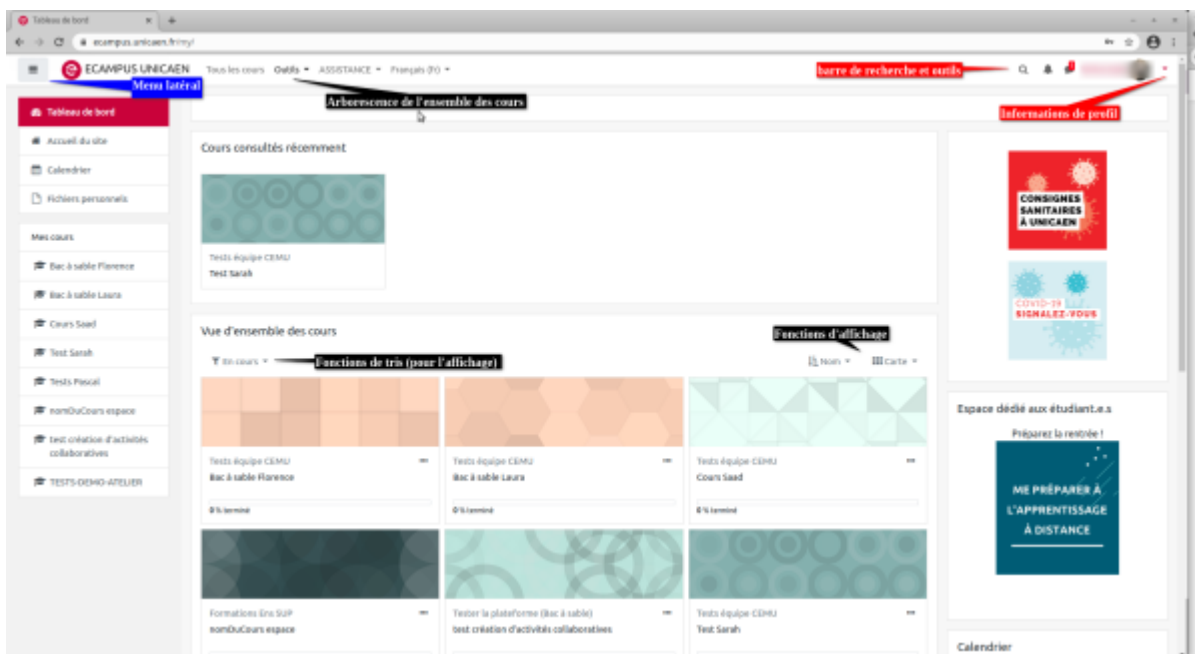 Tableau de bord
ecampus.unicaen.fr/my/
ECAMPUS UNICAEN Tous les cours Outils ASSISTANCE Français (fr)
barre de recherche et outils
Menu latéral
Arborescence de l'ensemble des cours
Informations de profil
Tableau de bord
Accueil du site
Calendrier
Fichiers personnels
Mes cours
Bac à sable Florence
Bac à sable Laura
Cours Saad
Test Sarah
Tests Pascal
nomDuCours espace
test création d'activités
collaboratives
TESTS-DEMO-ATELIER
Cours consultés récemment
Tests équipe CEMU
Test Sarah
Vue d'ensemble des cours
Fonctions d'affichage
En cours
Fonctions de tris (pour l'affichage)
Nom
Carte
Tests équipe CEMU
Bac à sable Florence
0 % terminé
Tests équipe CEMU
Bac à sable Laura
0 % terminé
Tests équipe CEMU
Cours Saad
0 % terminé
Formations Ens SUP
nomDuCours espace
Tester la plateforme (Bac à sable)
test création d'activités collaboratives
Tests équipe CEMU
Test Sarah
CONSIGNES
SANITAIRES
À UNICAEN
COVID-19
SIGNALEZ-VOUS
Espace dédié aux étudiant.e.s
Préparez la rentrée !
ME PRÉPARER À
L'APPRENTISSAGE
À DISTANCE
Calendrier